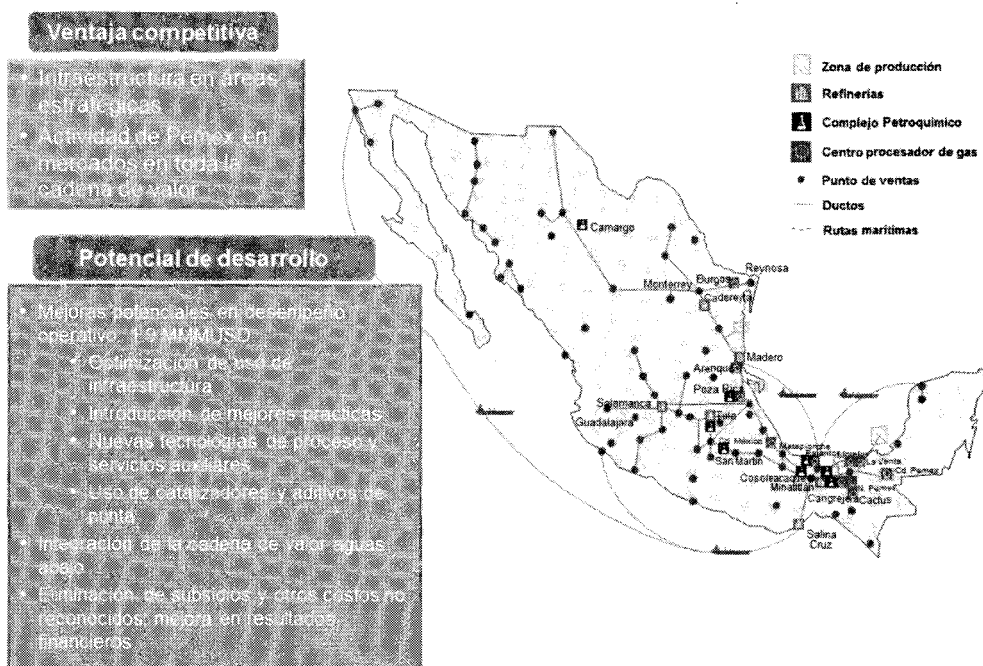 Ventaja competitiva
• Infraestructura en áreas
estratégicas
• Actividad de Pemex en
mercados en toda la
cadena de valor
Potencial de desarrollo
• Mejoras potenciales en desempeño
operativo: MMMUSD
• Optimización de uso de
infraestructura
• Introducción de mejores prácticas
• Nuevas tecnologías de proceso y
servicios auxiliares
• Uso de catalizadores y aditivos de
punta
• Integración de la cadena de valor aguas
abajo
• Eliminación de subsidios y otros costos no
reconocidos: mejora en resultados
financieros
Zona de producción
Refinerías
Complejo Petroquímico
Centro procesador de gas
Punto de ventas
Ductos
Rutas marítimas
Camargo
Reynosa
Burgos
Monterrey
Cadereyta
Madero
Arenque
Poza Rica
Salamanca
Tula
Guadalajara
Cd. México
Matapionche
San Martín
La Venta
Cd. Pemex
Cosoleacaque
Minatitlán
N. Pemex
Cangrejera
Cactus
Salina
Cruz